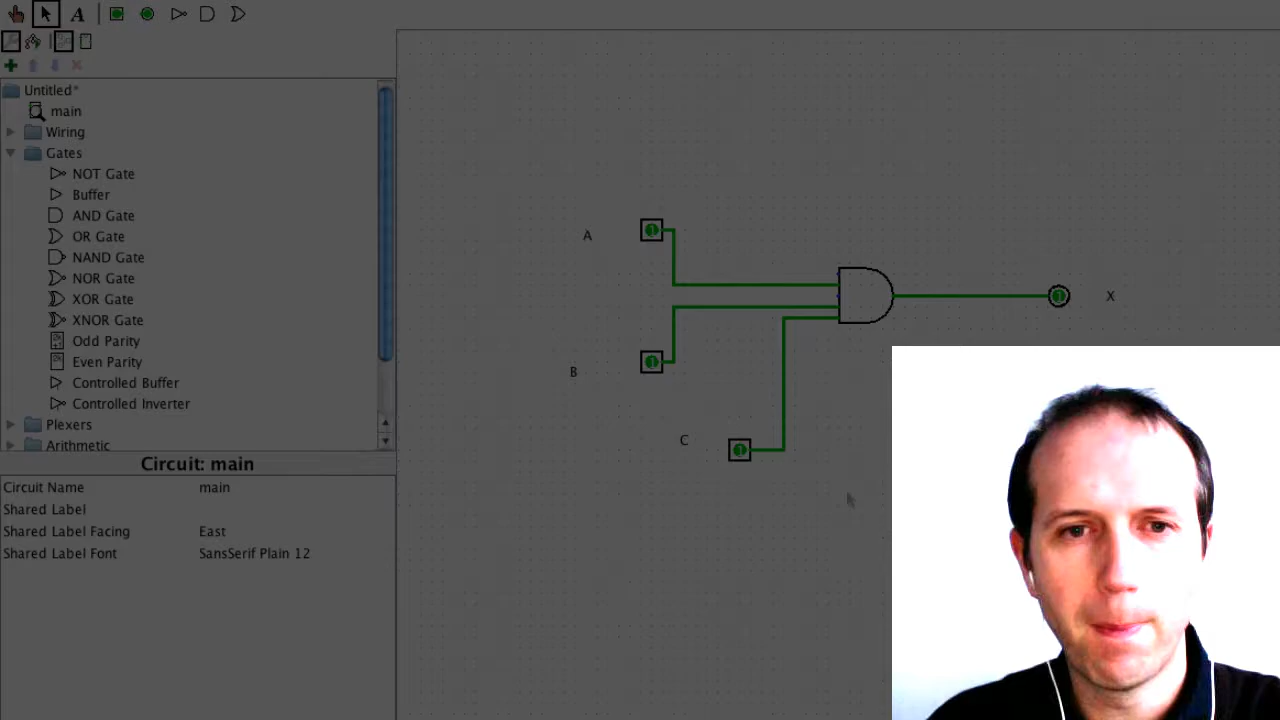 A
Untitled*
main
Wiring
Gates
NOT Gate
Buffer
AND Gate
OR Gate
NAND Gate
NOR Gate
XOR Gate
XNOR Gate
Odd Parity
Even Parity
Controlled Buffer
Controlled Inverter
Plexers
Arithmetic
Circuit: main
Circuit Name main
Shared Label
Shared Label Facing East
Shared Label Font SansSerif Plain 12
A 1
B 1
C 1
1 X